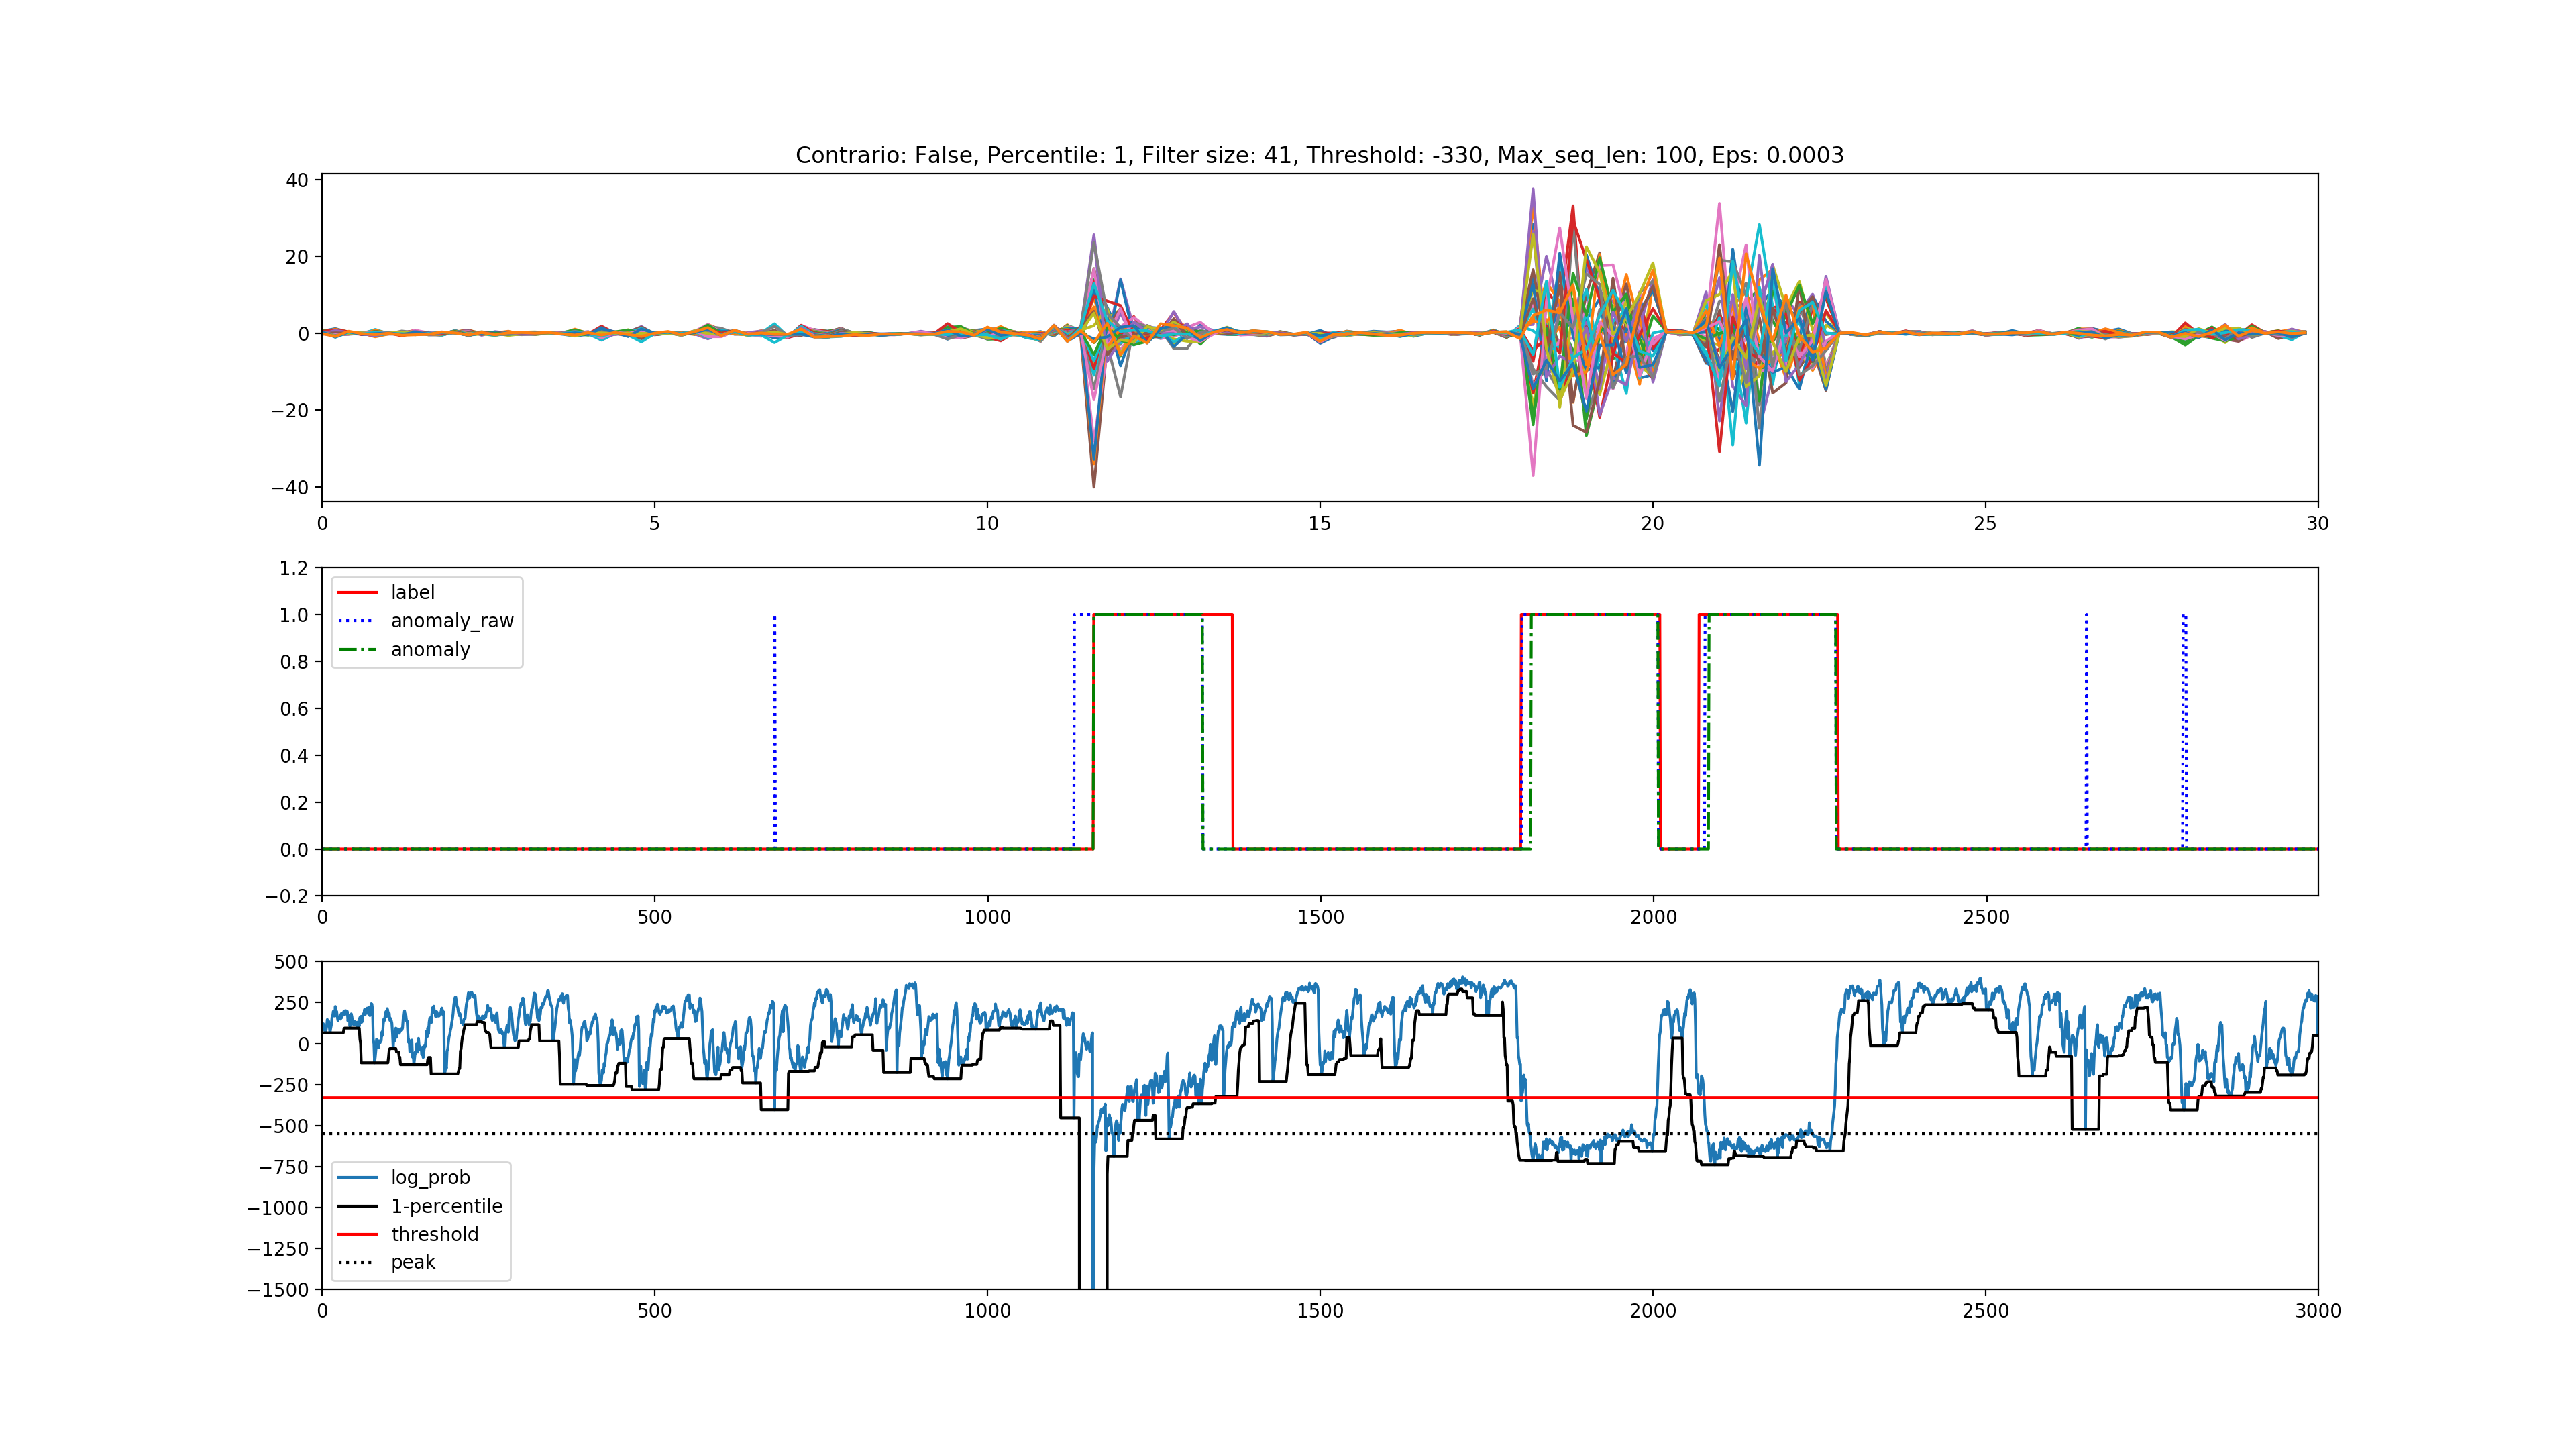 Contrario: False, Percentile: 1, Filter size: 41, Threshold: -330, Max_seq_len: 100, Eps: 0.0003
40
20
0
−20
−40
0 5 10 15 20 25 30
1.2
1.0
0.8
0.6
0.4
0.2
0.0
−0.2
label
anomaly_raw
anomaly
0 500 1000 1500 2000 2500
500
250
0
−250
−500
−750
−1000
−1250
−1500
log_prob
1-percentile
threshold
peak
0 500 1000 1500 2000 2500 3000